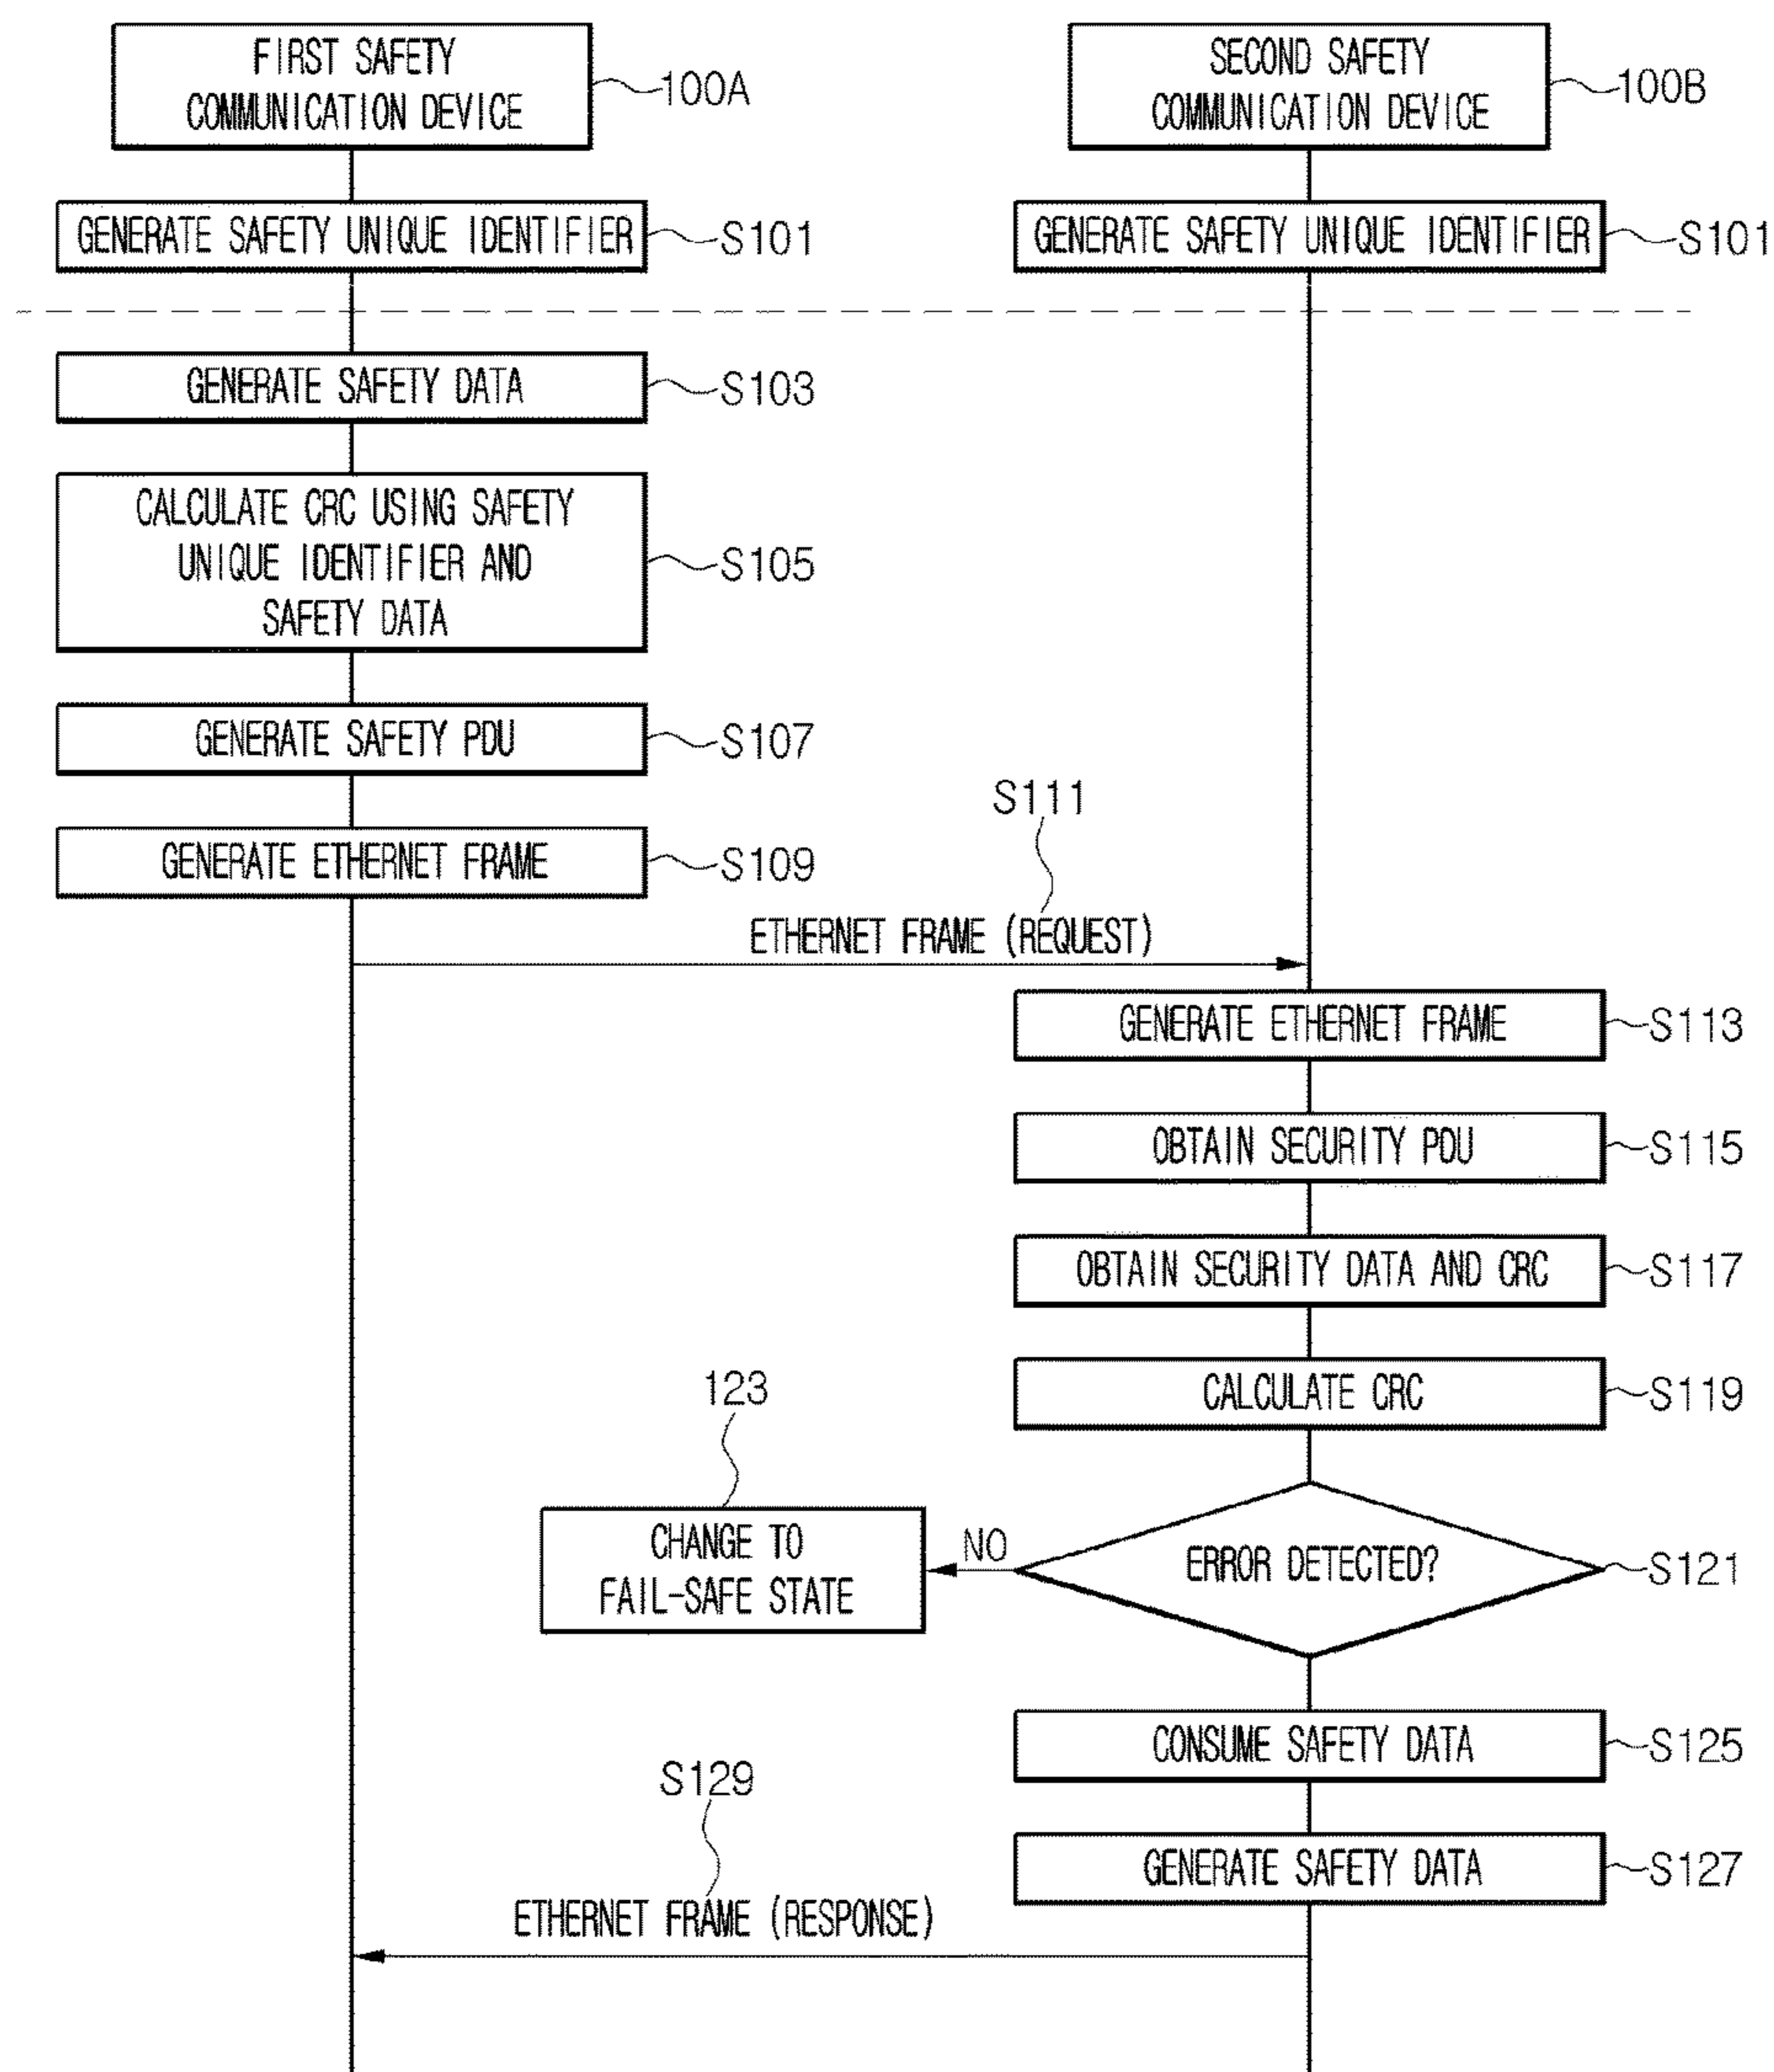 FIRST SAFETY
COMMUNICATION DEVICE
100A
SECOND SAFETY
COMMUNICATION DEVICE
100B
GENERATE SAFETY UNIQUE IDENTIFIER
S101
GENERATE SAFETY UNIQUE IDENTIFIER
S101
GENERATE SAFETY DATA
S103
CALCULATE CRC USING SAFETY
UNIQUE IDENTIFIER AND
SAFETY DATA
S105
GENERATE SAFETY PDU
S107
GENERATE ETHERNET FRAME
S109
S111
ETHERNET FRAME (REQUEST)
GENERATE ETHERNET FRAME
S113
OBTAIN SECURITY PDU
S115
OBTAIN SECURITY DATA AND CRC
S117
CALCULATE CRC
S119
123
CHANGE TO
FAIL-SAFE STATE
NO
ERROR DETECTED?
S121
CONSUME SAFETY DATA
S125
GENERATE SAFETY DATA
S127
S129
ETHERNET FRAME (RESPONSE)